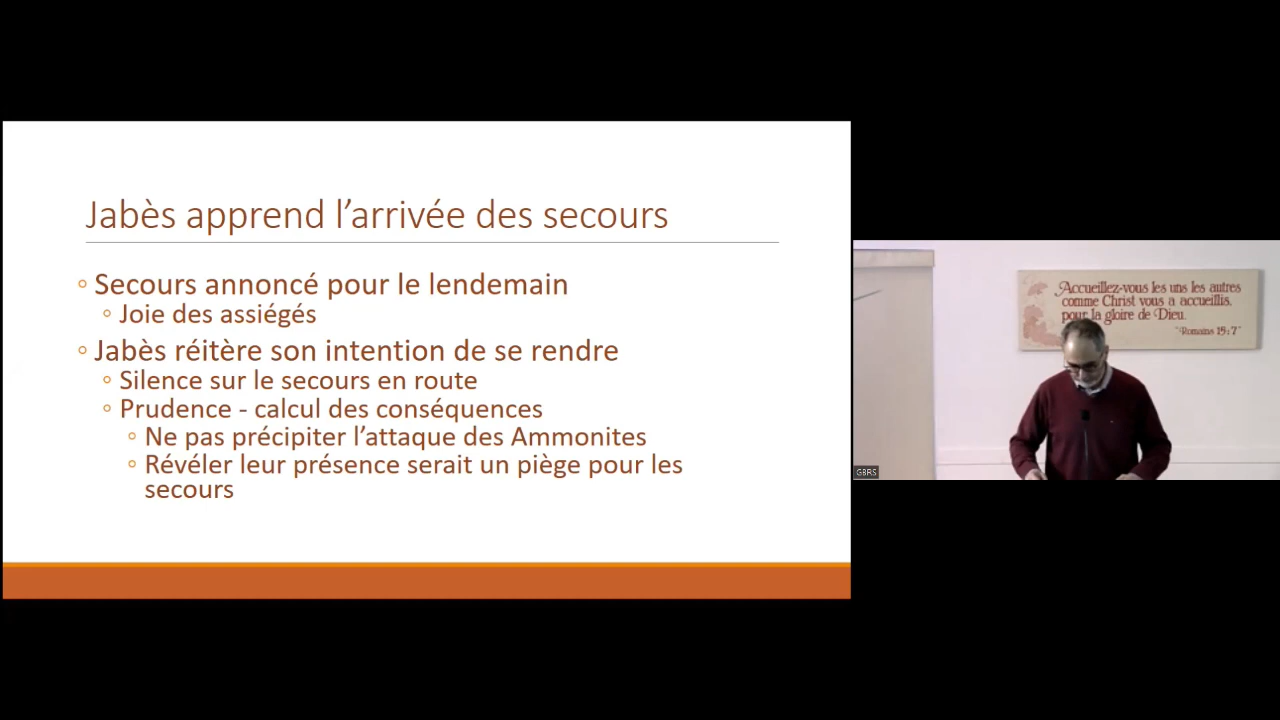 Jabès apprend l’arrivée des secours
◦ Secours annoncé pour le lendemain
◦ Joie des assiégés
◦ Jabès réitère son intention de se rendre
◦ Silence sur le secours en route
◦ Prudence - calcul des conséquences
◦ Ne pas précipiter l’attaque des Ammonites
◦ Révéler leur présence serait un piège pour les
secours
Accueillez-vous les uns les autres
comme Christ vous a accueillis,
pour la gloire de Dieu.
"Romains 15:7"
GBRS